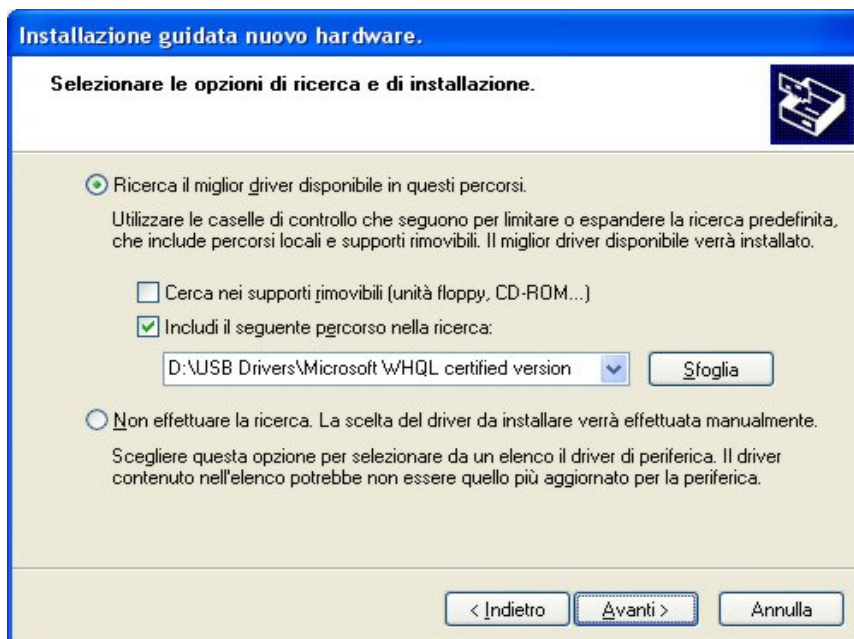 Installazione guidata nuovo hardware.
Selezionare le opzioni di ricerca e di installazione.
Ricerca il miglior driver disponibile in questi percorsi.
Utilizzare le caselle di controllo che seguono per limitare o espandere la ricerca predefinita,
che include percorsi locali e supporti rimovibili. Il miglior driver disponibile verrà installato.
Cerca nei supporti rimovibili (unità floppy, CD-ROM...)
Includi il seguente percorso nella ricerca:
D:\USB Drivers\Microsoft WHQL certified version
Sfoglia
Non effettuare la ricerca. La scelta del driver da installare verrà effettuata manualmente.
Scegliere questa opzione per selezionare da un elenco il driver di periferica. Il driver
contenuto nell'elenco potrebbe non essere quello più aggiornato per la periferica.
< Indietro
Avanti >
Annulla